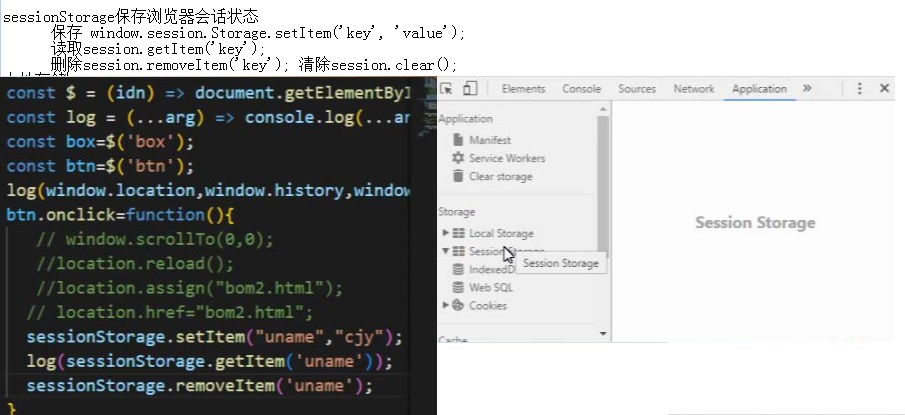 sessionStorage保存浏览器会话状态
保存 window.session.Storage.setItem('key', 'value');
读取session.getItem('key');
删除session.removeItem('key'); 清除session.clear();
const $ = (idn) => document.getElementByI
const log = (...arg) => console.log(...ar
const box=$('box');
const btn=$('btn');
log(window.location,window.history,window
btn.onclick=function(){
// window.scrollTo(0,0);
//location.reload();
//location.assign("bom2.html");
// location.href="bom2.html";
sessionStorage.setItem("uname","cjy");
log(sessionStorage.getItem('uname'));
sessionStorage.removeItem('uname');
}
Elements Console Sources Network Application »
Application
Manifest
Service Workers
Clear storage
Storage
Local Storage
Session Storage
IndexedD
Web SQL
Cookies
Cache
Session Storage
Session Storage